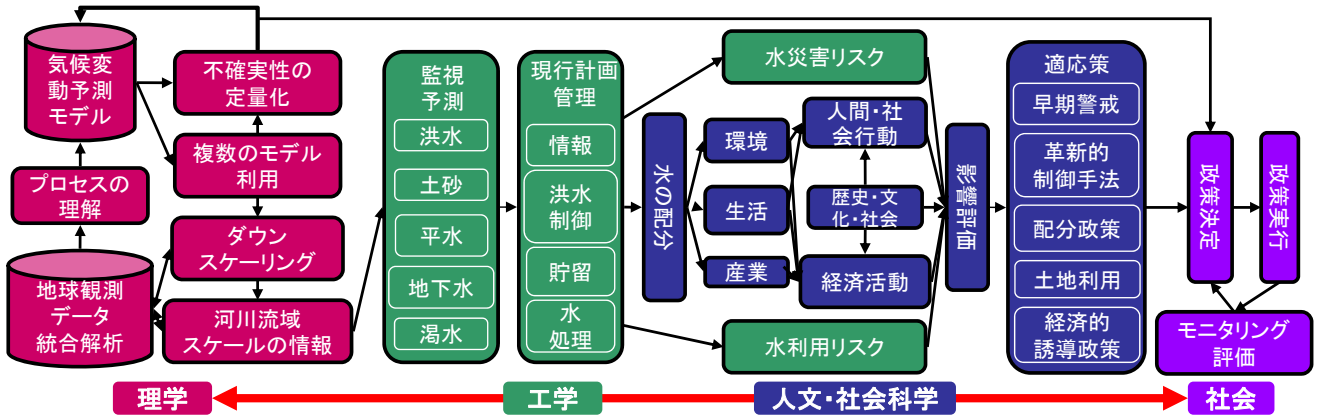 気候変
動予測
モデル
不確実性の
定量化
複数のモデル
利用
プロセスの
理解
ダウン
スケーリング
地球観測
データ
統合解析
河川流域
スケールの情報
監視
予測
洪水
土砂
平水
地下水
渇水
現行計画
管理
情報
洪水
制御
貯留
水
処理
水災害リスク
水の配分
環境
生活
産業
人間・社
会行動
歴史・文
化・社会
経済活動
水利用リスク
影響評価
適応策
早期警戒
革新的
制御手法
配分政策
土地利用
経済的
誘導政策
政策決定
政策実行
モニタリング
評価
理学
工学
人文・社会科学
社会